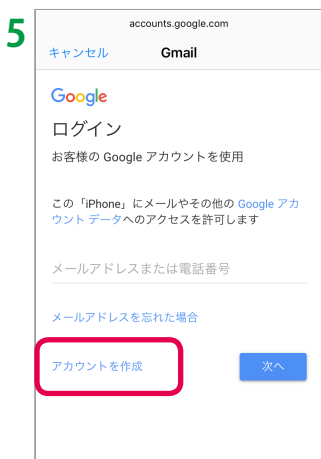 5
accounts.google.com
キャンセル Gmail
Google
ログイン
お客様の Google アカウントを使用
この「iPhone」にメールやその他の Google アカ
ウント データへのアクセスを許可します
メールアドレスまたは電話番号
メールアドレスを忘れた場合
アカウントを作成 次へ